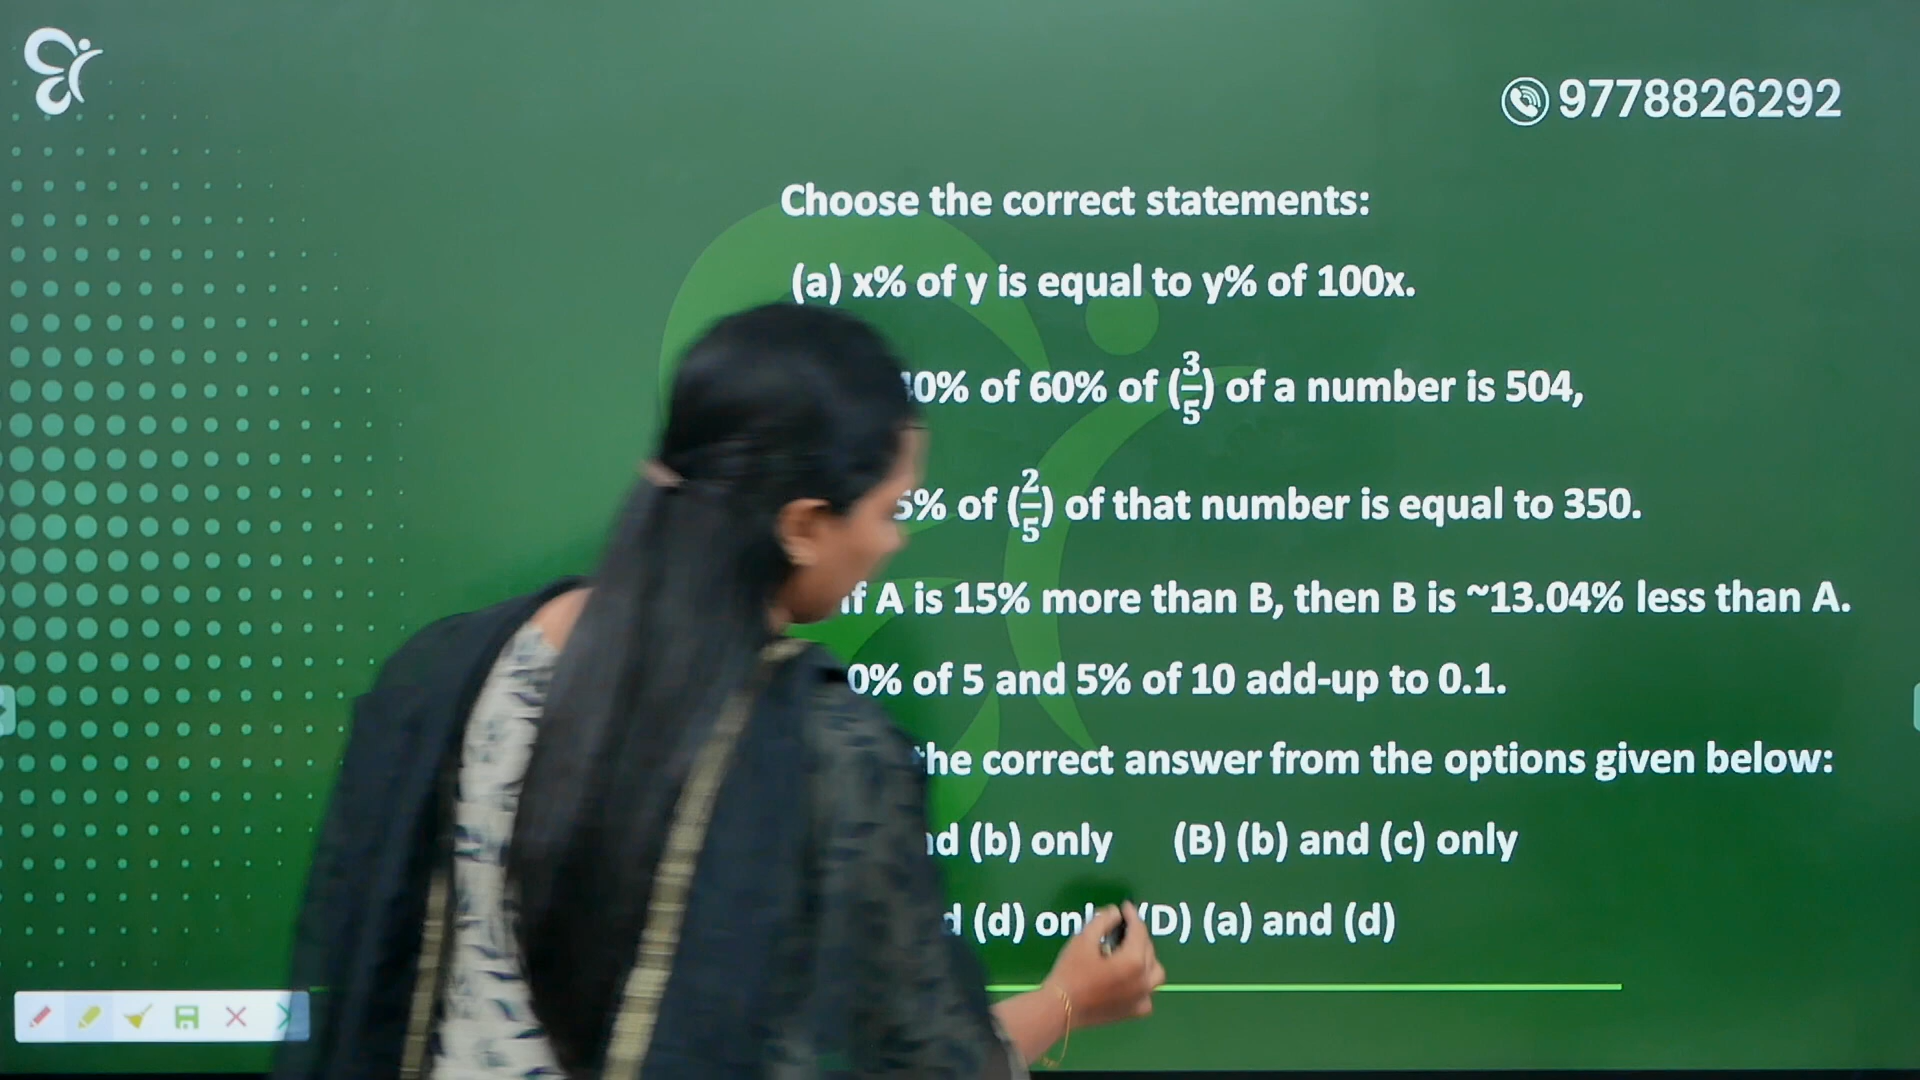 9778826292
Choose the correct statements:
(a) x% of y is equal to y% of 100x.
0% of 60% of (3/5) of a number is 504,
5% of (2/5) of that number is equal to 350.
If A is 15% more than B, then B is ~13.04% less than A.
0% of 5 and 5% of 10 add-up to 0.1.
the correct answer from the options given below:
(b) only (B) (b) and (c) only
(d) only (D) (a) and (d)